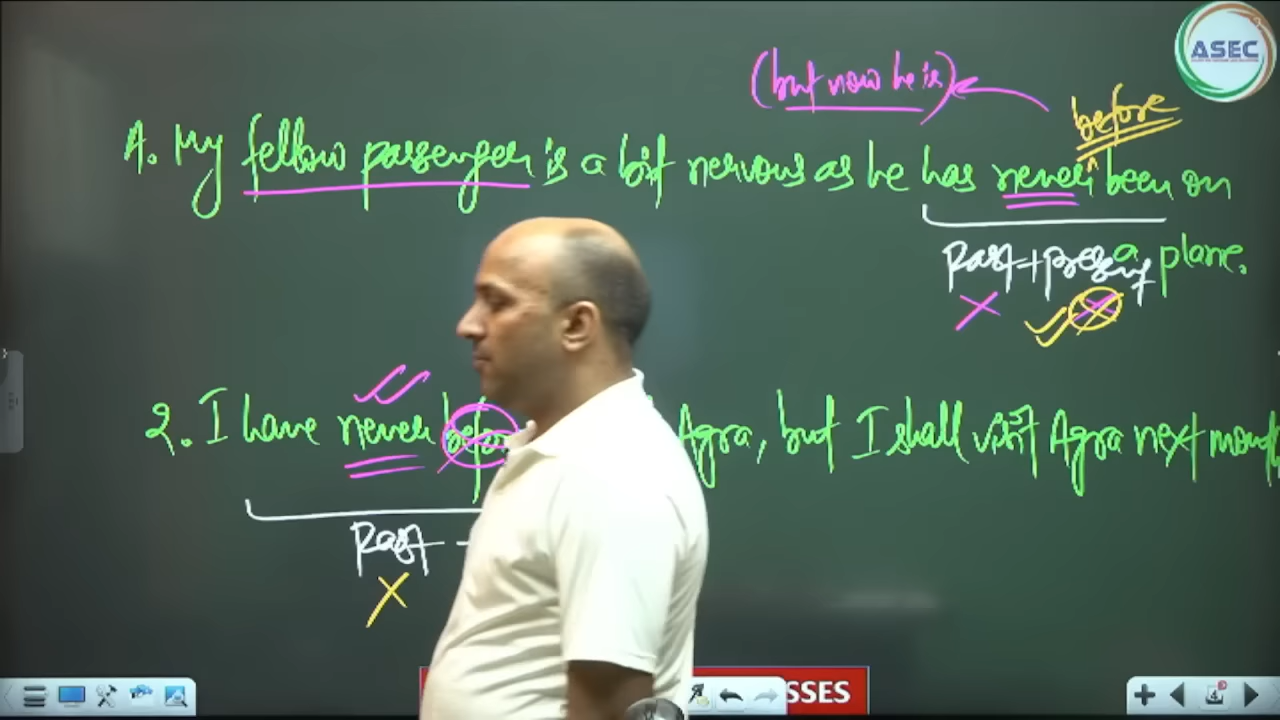 ASEC
(but now he is)
before
A. My fellow passenger is a bit nervous as he has never been on
Past + present a plane.
2. I have never before Agra, but I shall visit Agra next month
Past -
SSES